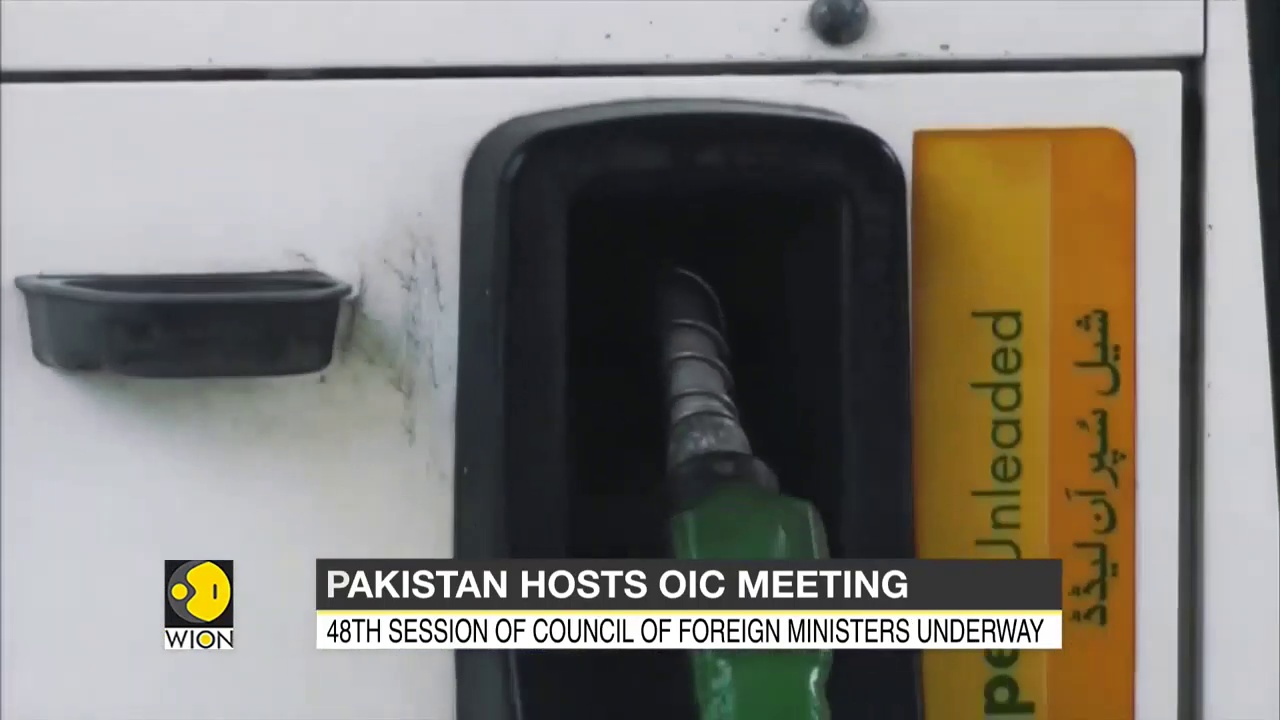 Unleaded
شیل سُپر اَن لیڈڈ
PAKISTAN HOSTS OIC MEETING
48TH SESSION OF COUNCIL OF FOREIGN MINISTERS UNDERWAY
WION